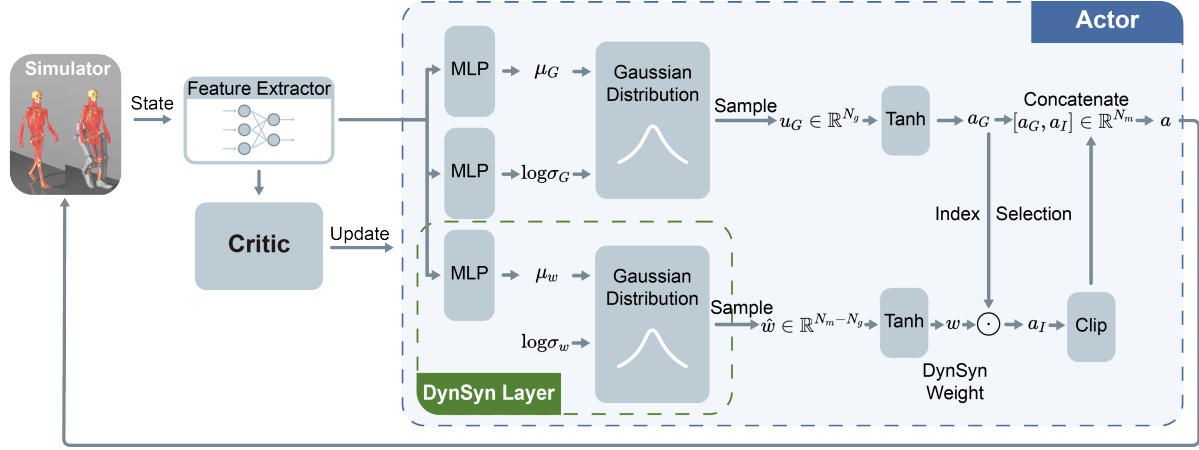 Actor
Simulator
State
Feature Extractor
Critic
Update
MLP
μ_G
Gaussian
Distribution
Sample
u_G ∈ ℝ^{N_g}
Tanh
a_G
Concatenate
[a_G, a_I] ∈ ℝ^{N_m}
a
MLP
logσ_G
Index Selection
MLP
μ_w
Gaussian
Distribution
Sample
ŵ ∈ ℝ^{N_m−N_g}
Tanh
w
⊙
a_I
Clip
logσ_w
DynSyn
Weight
DynSyn Layer